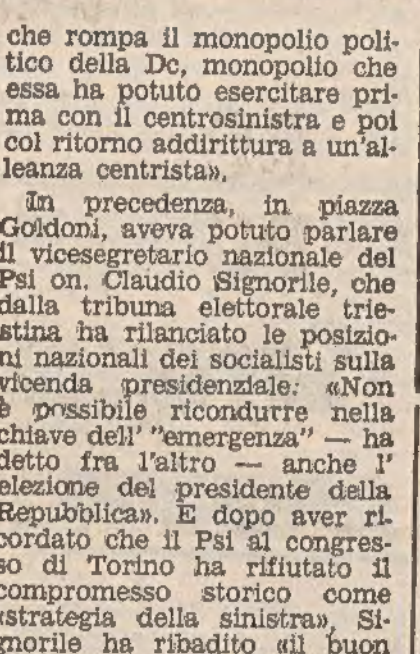 che rompa il monopolio poli-
tico della Dc, monopolio che
essa ha potuto esercitare pri-
ma con il centrosinistra e poi
col ritorno addirittura a un'al-
leanza centrista».
In precedenza, in piazza
Goldoni, aveva potuto parlare
il vicesegretario nazionale del
Psi on. Claudio Signorile, che
dalla tribuna elettorale trie-
stina ha rilanciato le posizio-
ni nazionali dei socialisti sulla
vicenda presidenziale: «Non
è possibile ricondurre nella
chiave dell' "emergenza" — ha
detto fra l'altro — anche l'
elezione del presidente della
Repubblica». E dopo aver ri-
cordato che il Psi al congres-
so di Torino ha rifiutato il
compromesso storico come
«strategia della sinistra», Si-
gnorile ha ribadito «il buon